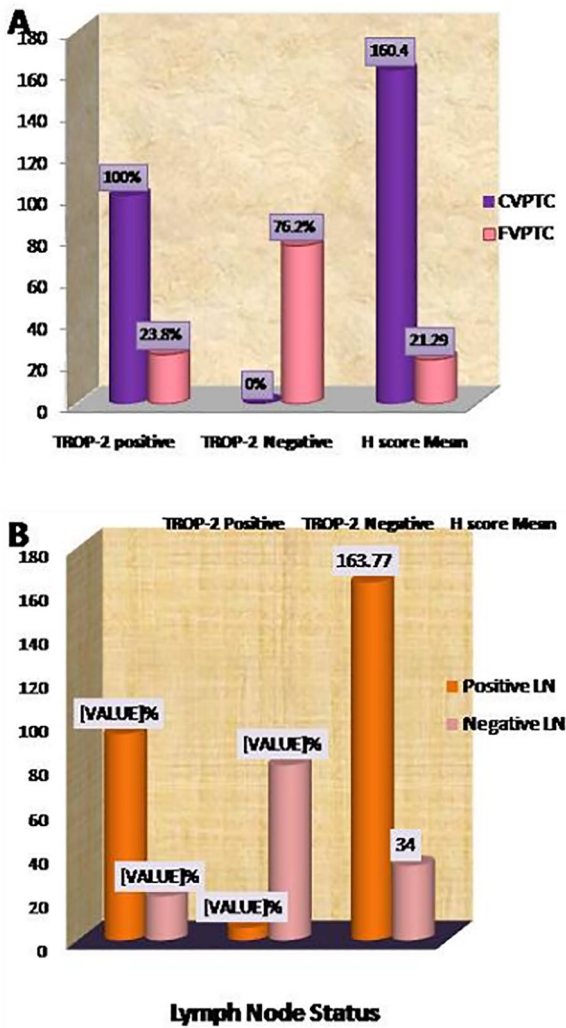 A
180
160
140
120
100
80
60
40
20
0
160.4
100%
76.2%
23.8%
21.29
0%
CVPTC
FVPTC
TROP-2 positive TROP-2 Negative H score Mean
B
TROP-2 Positive TROP-2 Negative H score Mean
180
160
140
120
100
80
60
40
20
0
163.77
[VALUE]%
[VALUE]%
[VALUE]%
[VALUE]%
34
Positive LN
Negative LN
Lymph Node Status